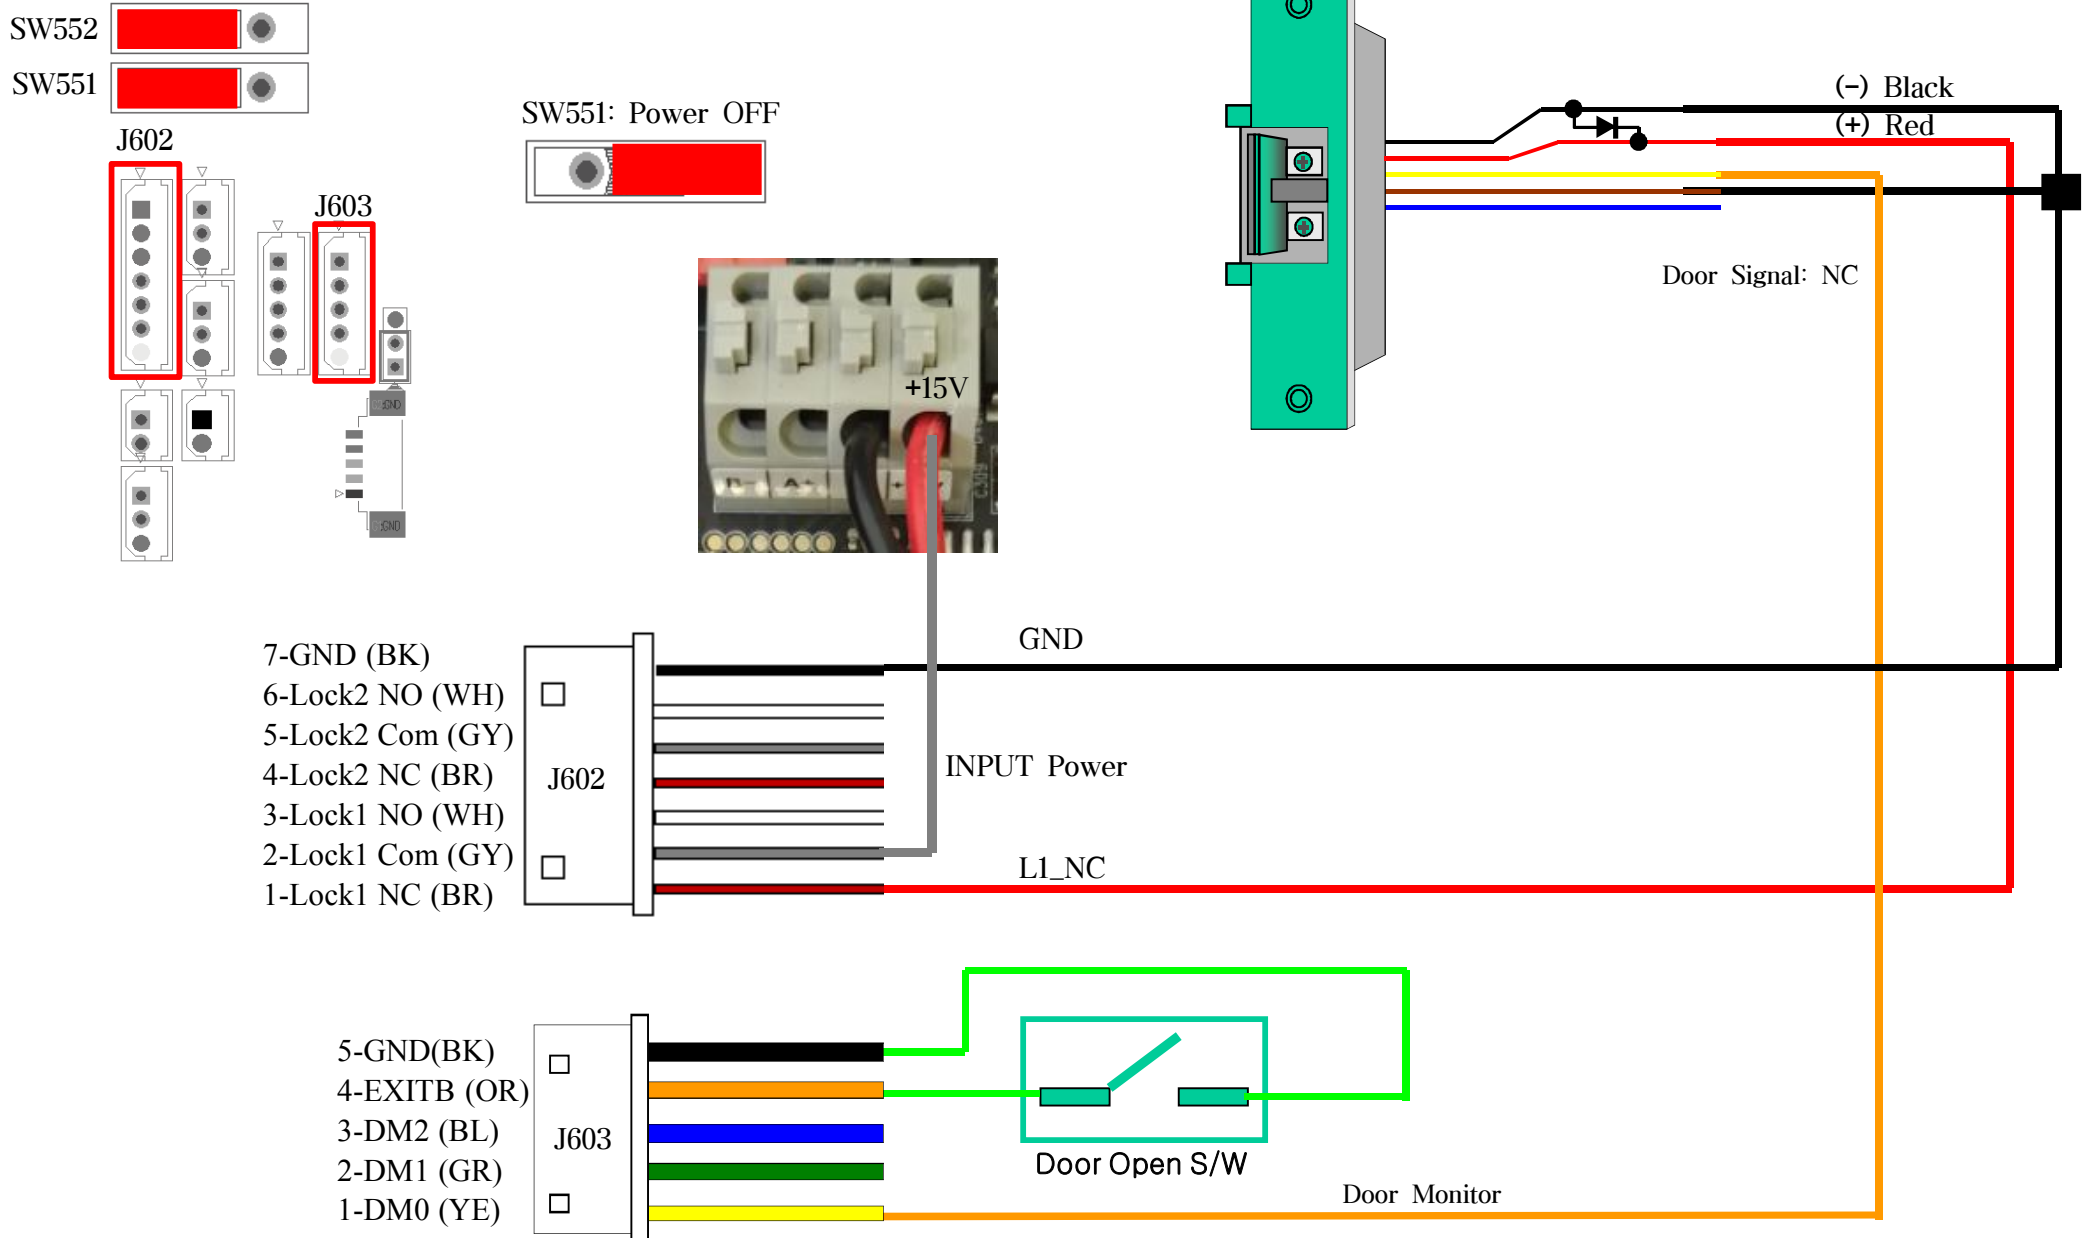 SW552
SW551
J602
J603
SW551: Power OFF
(−) Black
(+) Red
Door Signal: NC
+15V
A+
GND
GND
7-GND (BK)
6-Lock2 NO (WH)
5-Lock2 Com (GY)
4-Lock2 NC (BR)
3-Lock1 NO (WH)
2-Lock1 Com (GY)
1-Lock1 NC (BR)
J602
GND
INPUT Power
L1_NC
5-GND(BK)
4-EXITB (OR)
3-DM2 (BL)
2-DM1 (GR)
1-DM0 (YE)
J603
Door Open S/W
Door Monitor